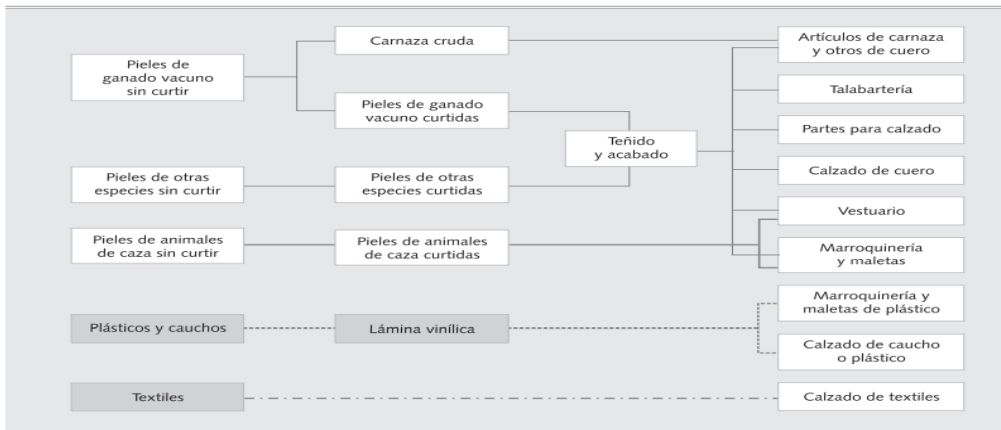 Pieles de
ganado vacuno
sin curtir
Carnaza cruda
Pieles de ganado
vacuno curtidas
Pieles de otras
especies sin curtir
Pieles de otras
especies curtidas
Pieles de animales
de caza sin curtir
Pieles de animales
de caza curtidas
Teñido
y acabado
Artículos de carnaza
y otros de cuero
Talabartería
Partes para calzado
Calzado de cuero
Vestuario
Marroquinería
y maletas
Plásticos y cauchos
Lámina vinílica
Marroquinería y
maletas de plástico
Calzado de caucho
o plástico
Textiles
Calzado de textiles